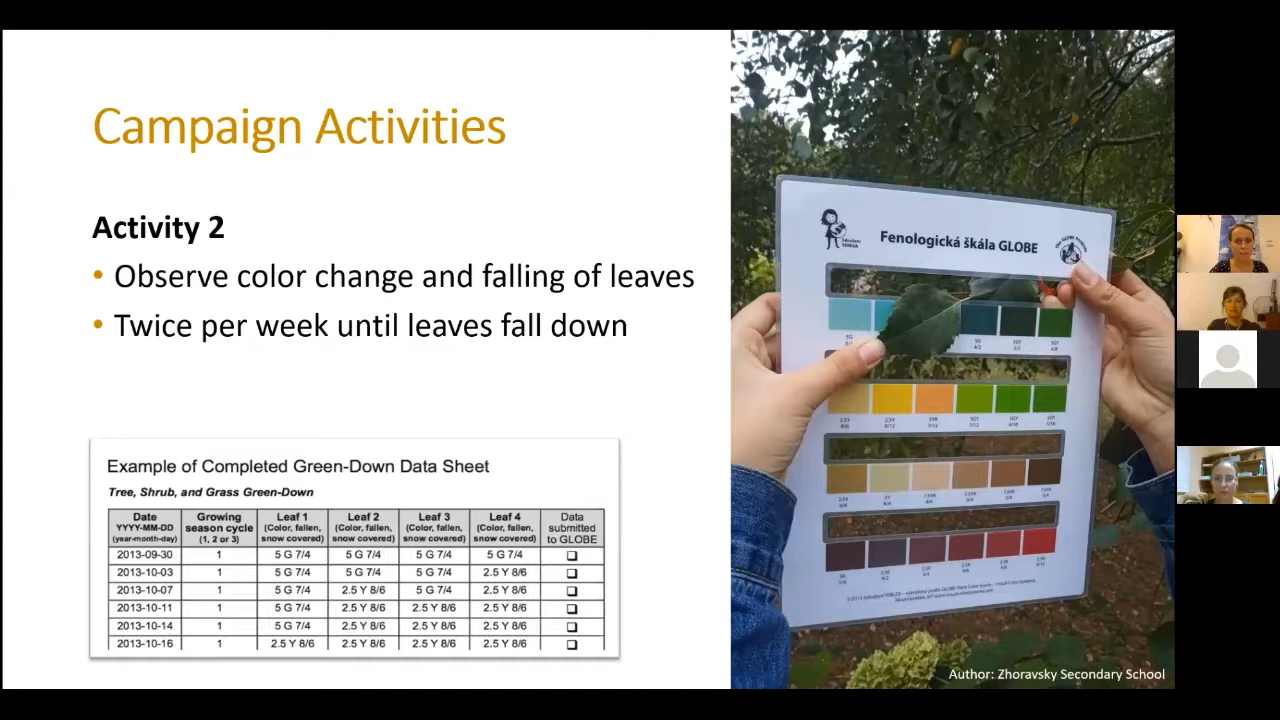 Campaign Activities
Activity 2
• Observe color change and falling of leaves
• Twice per week until leaves fall down
Example of Completed Green-Down Data Sheet
Tree, Shrub, and Grass Green-Down
Date YYYY-MM-DD (year-month-day) Growing season cycle (1, 2 or 3) Leaf 1 (Color, fallen, snow covered) Leaf 2 (Color, fallen, snow covered) Leaf 3 (Color, fallen, snow covered) Leaf 4 (Color, fallen, snow covered) Data submitted to GLOBE
2013-09-30 1 5 G 7/4 5 G 7/4 5 G 7/4 5 G 7/4 ❑
2013-10-03 1 5 G 7/4 5 G 7/4 5 G 7/4 2.5 Y 8/6 ❑
2013-10-07 1 5 G 7/4 2.5 Y 8/6 5 G 7/4 2.5 Y 8/6 ❑
2013-10-11 1 5 G 7/4 2.5 Y 8/6 2.5 Y 8/6 2.5 Y 8/6 ❑
2013-10-14 1 5 G 7/4 2.5 Y 8/6 2.5 Y 8/6 2.5 Y 8/6 ❑
2013-10-16 1 2.5 Y 8/6 2.5 Y 8/6 2.5 Y 8/6 2.5 Y 8/6 ❑
Sdružení
TEREZA
Fenologická škála GLOBE
The GLOBE Program
Author: Zhoravsky Secondary School